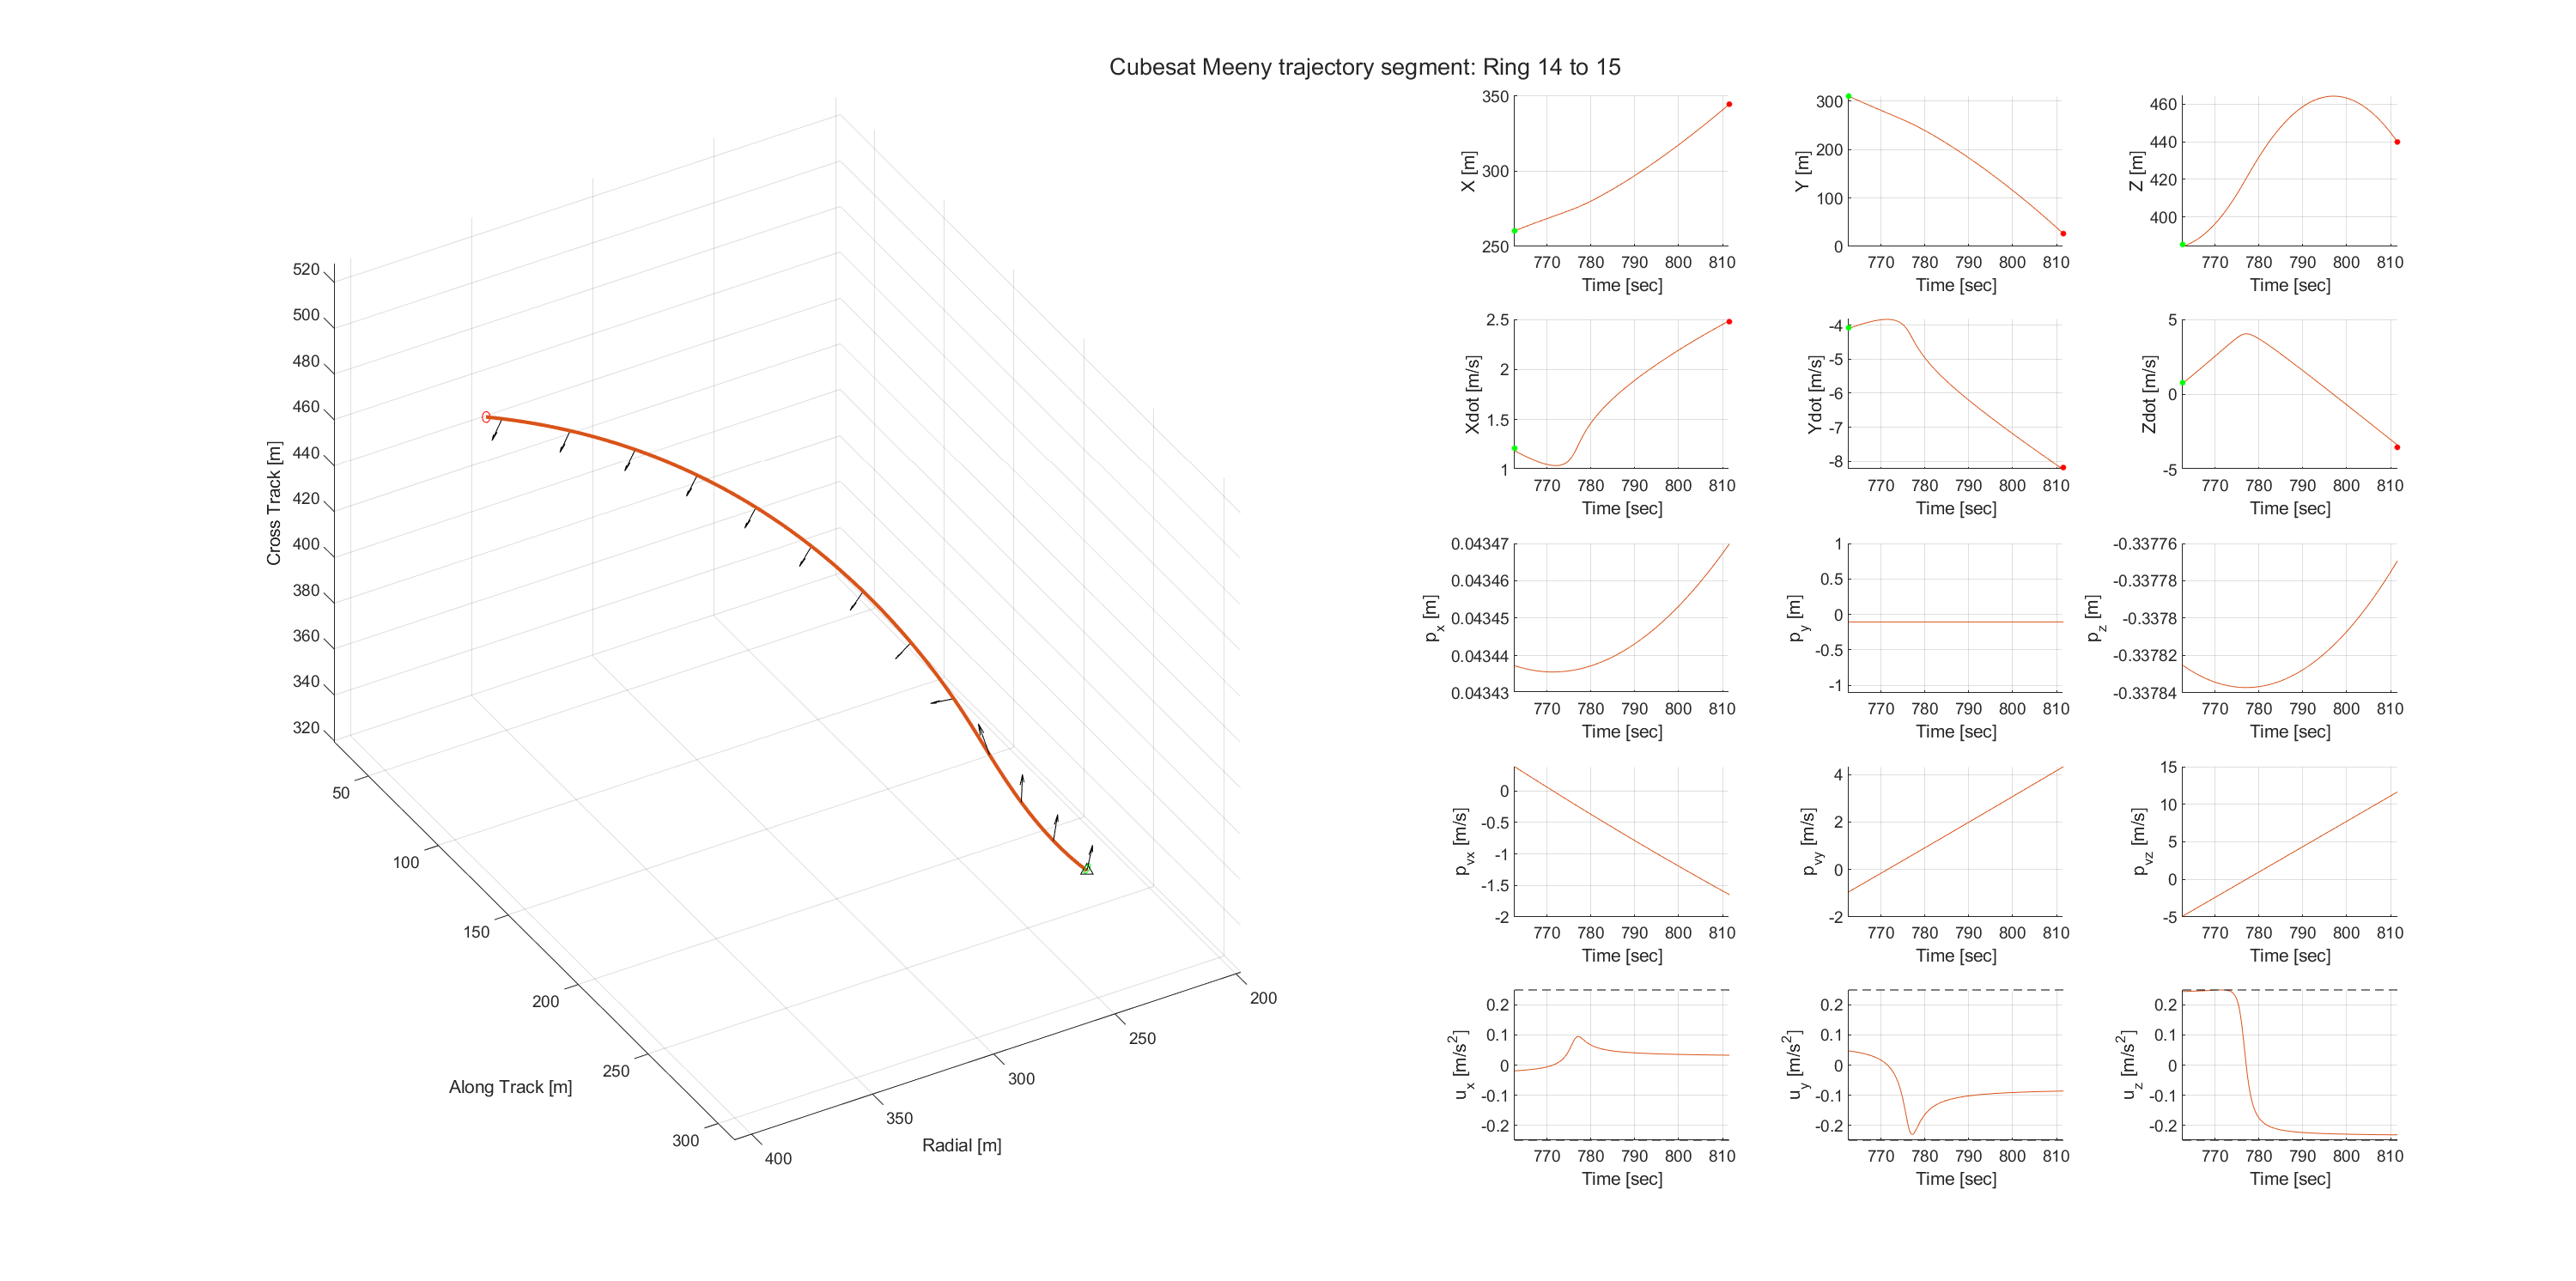 Cubesat Meeny trajectory segment: Ring 14 to 15
520
500
480
460
440
420
400
380
360
340
320
Cross Track [m]
50
100
150
200
250
300
Along Track [m]
400
350
300
250
200
Radial [m]
350
300
250
X [m]
770 780 790 800 810
Time [sec]
300
200
100
0
Y [m]
770 780 790 800 810
Time [sec]
460
440
420
400
Z [m]
770 780 790 800 810
Time [sec]
2.5
2
1.5
1
Xdot [m/s]
770 780 790 800 810
Time [sec]
-4
-5
-6
-7
-8
Ydot [m/s]
770 780 790 800 810
Time [sec]
5
0
-5
Zdot [m/s]
770 780 790 800 810
Time [sec]
0.04347
0.04346
0.04345
0.04344
0.04343
px [m]
770 780 790 800 810
Time [sec]
1
0.5
0
-0.5
-1
py [m]
770 780 790 800 810
Time [sec]
-0.33776
-0.33778
-0.3378
-0.33782
-0.33784
pz [m]
770 780 790 800 810
Time [sec]
0
-0.5
-1
-1.5
-2
pvx [m/s]
770 780 790 800 810
Time [sec]
4
2
0
-2
pvy [m/s]
770 780 790 800 810
Time [sec]
15
10
5
0
-5
pvz [m/s]
770 780 790 800 810
Time [sec]
0.2
0.1
0
-0.1
-0.2
ux [m/s2]
770 780 790 800 810
Time [sec]
0.2
0.1
0
-0.1
-0.2
uy [m/s2]
770 780 790 800 810
Time [sec]
0.2
0.1
0
-0.1
-0.2
uz [m/s2]
770 780 790 800 810
Time [sec]